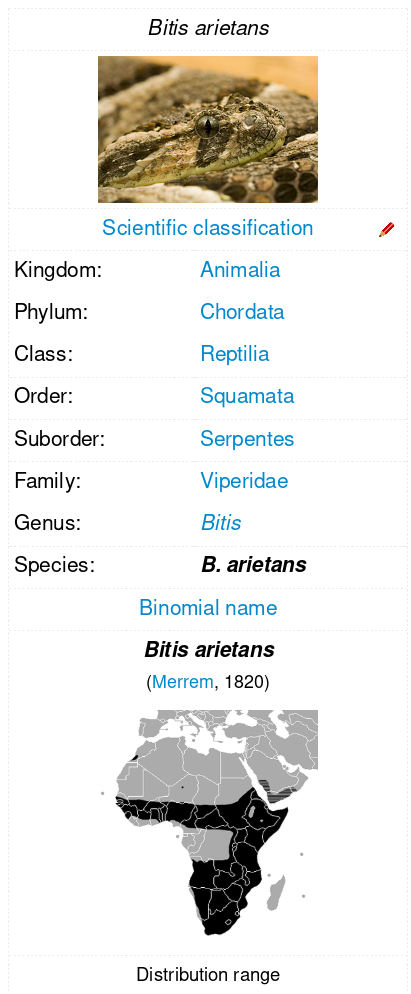 Bitis arietans
Scientific classification
Kingdom: Animalia
Phylum: Chordata
Class: Reptilia
Order: Squamata
Suborder: Serpentes
Family: Viperidae
Genus: Bitis
Species: B. arietans
Binomial name
Bitis arietans
(Merrem, 1820)
Distribution range